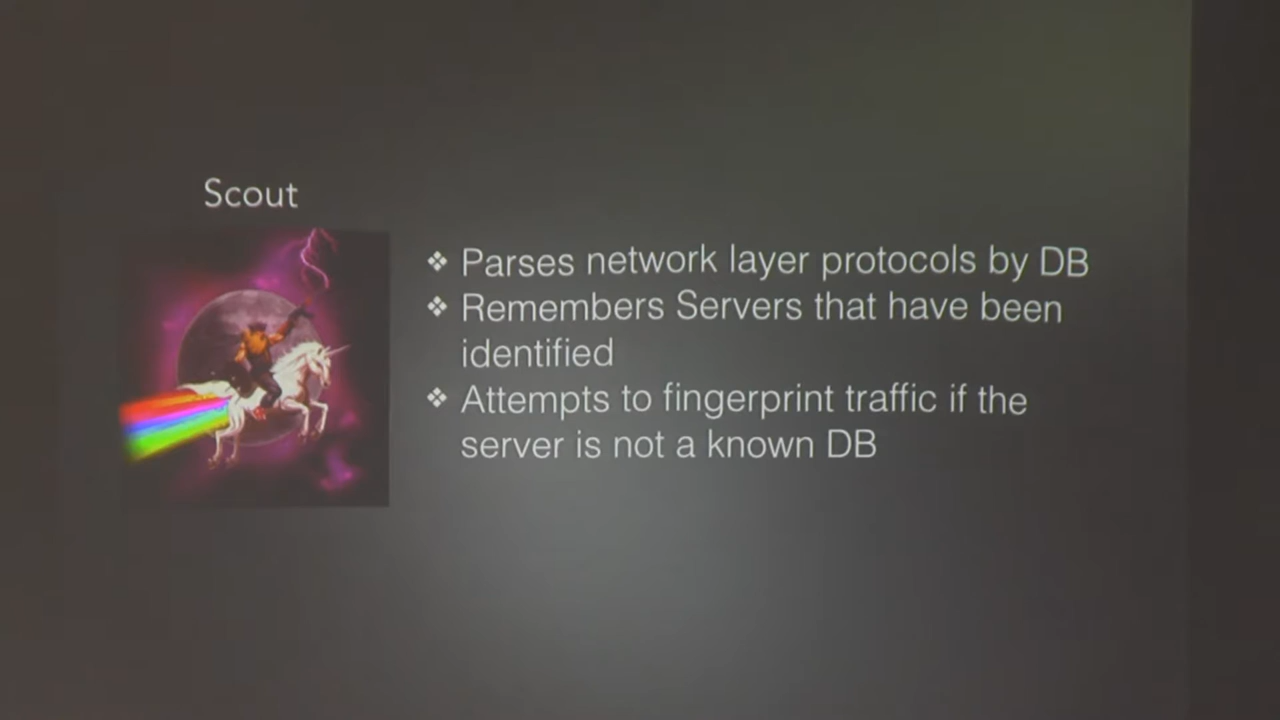 Scout
❖ Parses network layer protocols by DB
❖ Remembers Servers that have been
identified
❖ Attempts to fingerprint traffic if the
server is not a known DB